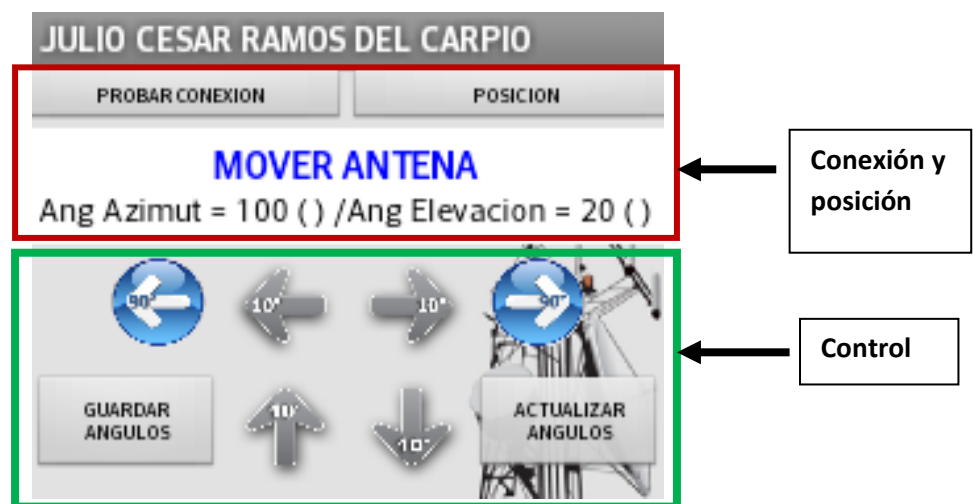 JULIO CESAR RAMOS DEL CARPIO
PROBAR CONEXION
POSICION
MOVER ANTENA
Ang Azimut = 100 ( ) /Ang Elevacion = 20 ( )
Conexión y
posición
90°
10°
10°
90°
Control
GUARDAR
ANGULOS
10°
10°
ACTUALIZAR
ANGULOS